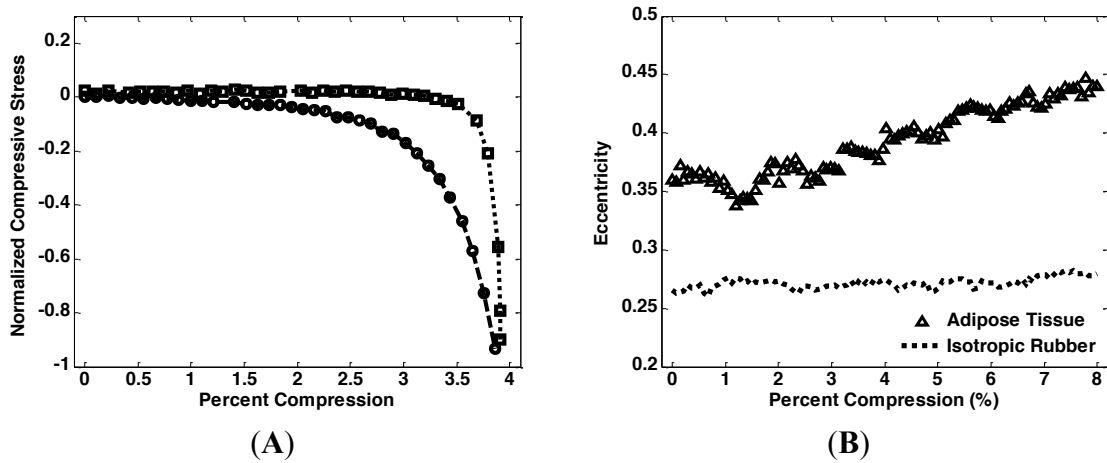 0.2
0
-0.2
-0.4
-0.6
-0.8
-1
Normalized Compressive Stress
0 0.5 1 1.5 2 2.5 3 3.5 4
Percent Compression
(A)
0.5
0.45
0.4
0.35
0.3
0.25
0.2
Eccentricity
Adipose Tissue
Isotropic Rubber
0 1 2 3 4 5 6 7 8
Percent Compression (%)
(B)